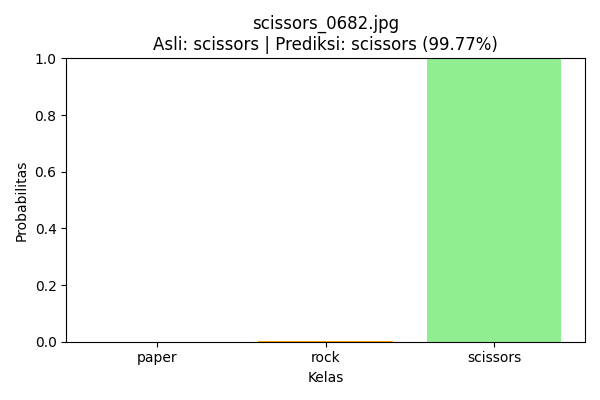 scissors_0682.jpg
Asli: scissors | Prediksi: scissors (99.77%)
1.0
0.8
0.6
0.4
0.2
0.0
Probabilitas
paper rock scissors
Kelas